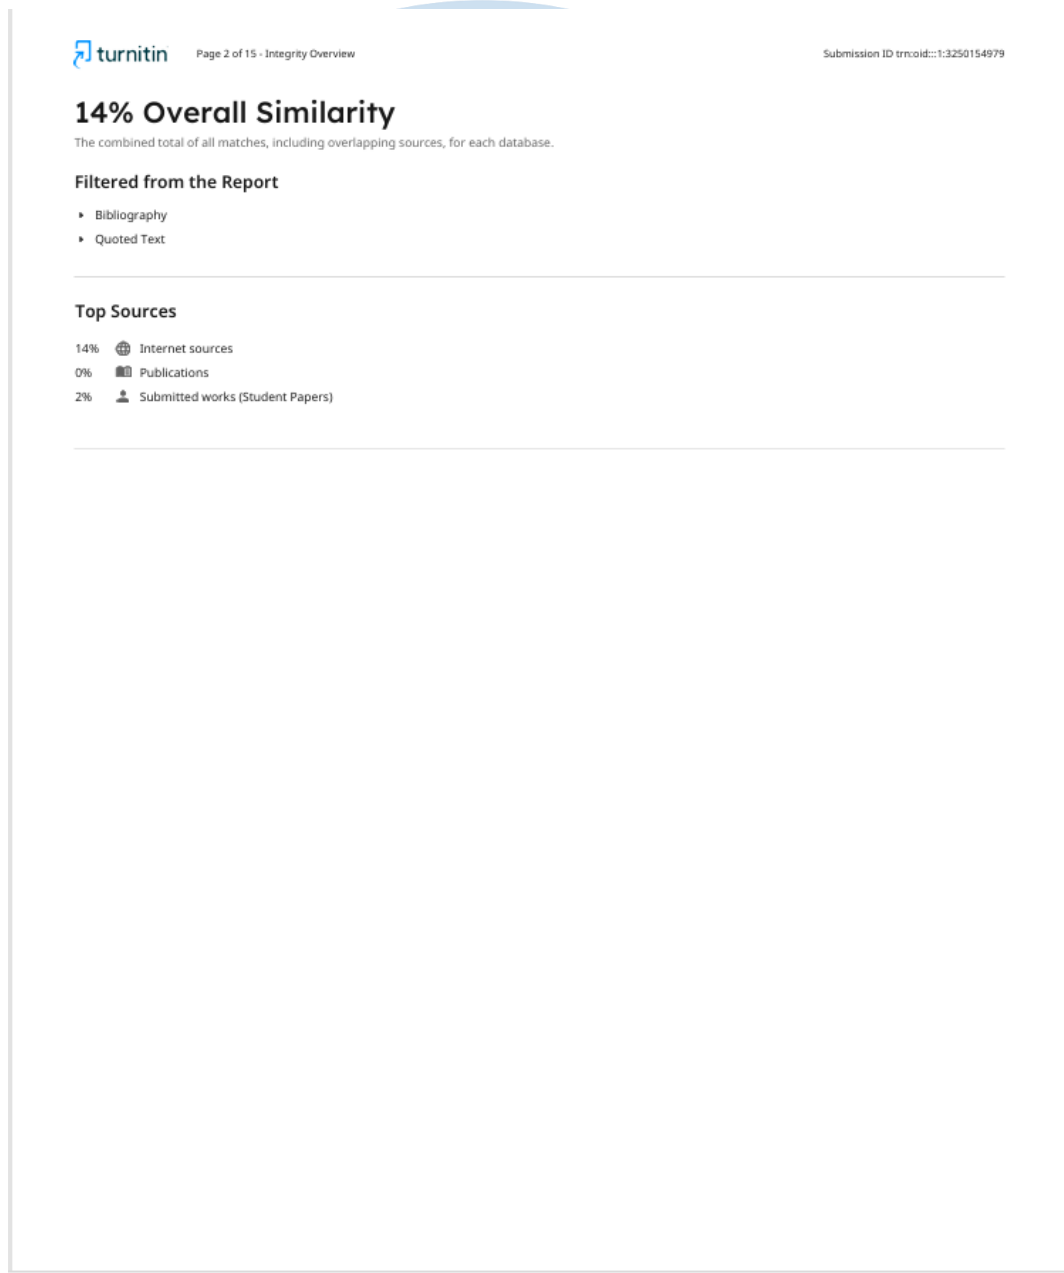 turnitin Page 2 of 15 - Integrity Overview Submission ID trn:oid:::1:3250154979
14% Overall Similarity
The combined total of all matches, including overlapping sources, for each database.
Filtered from the Report
Bibliography
Quoted Text
Top Sources
14% Internet sources
0% Publications
2% Submitted works (Student Papers)